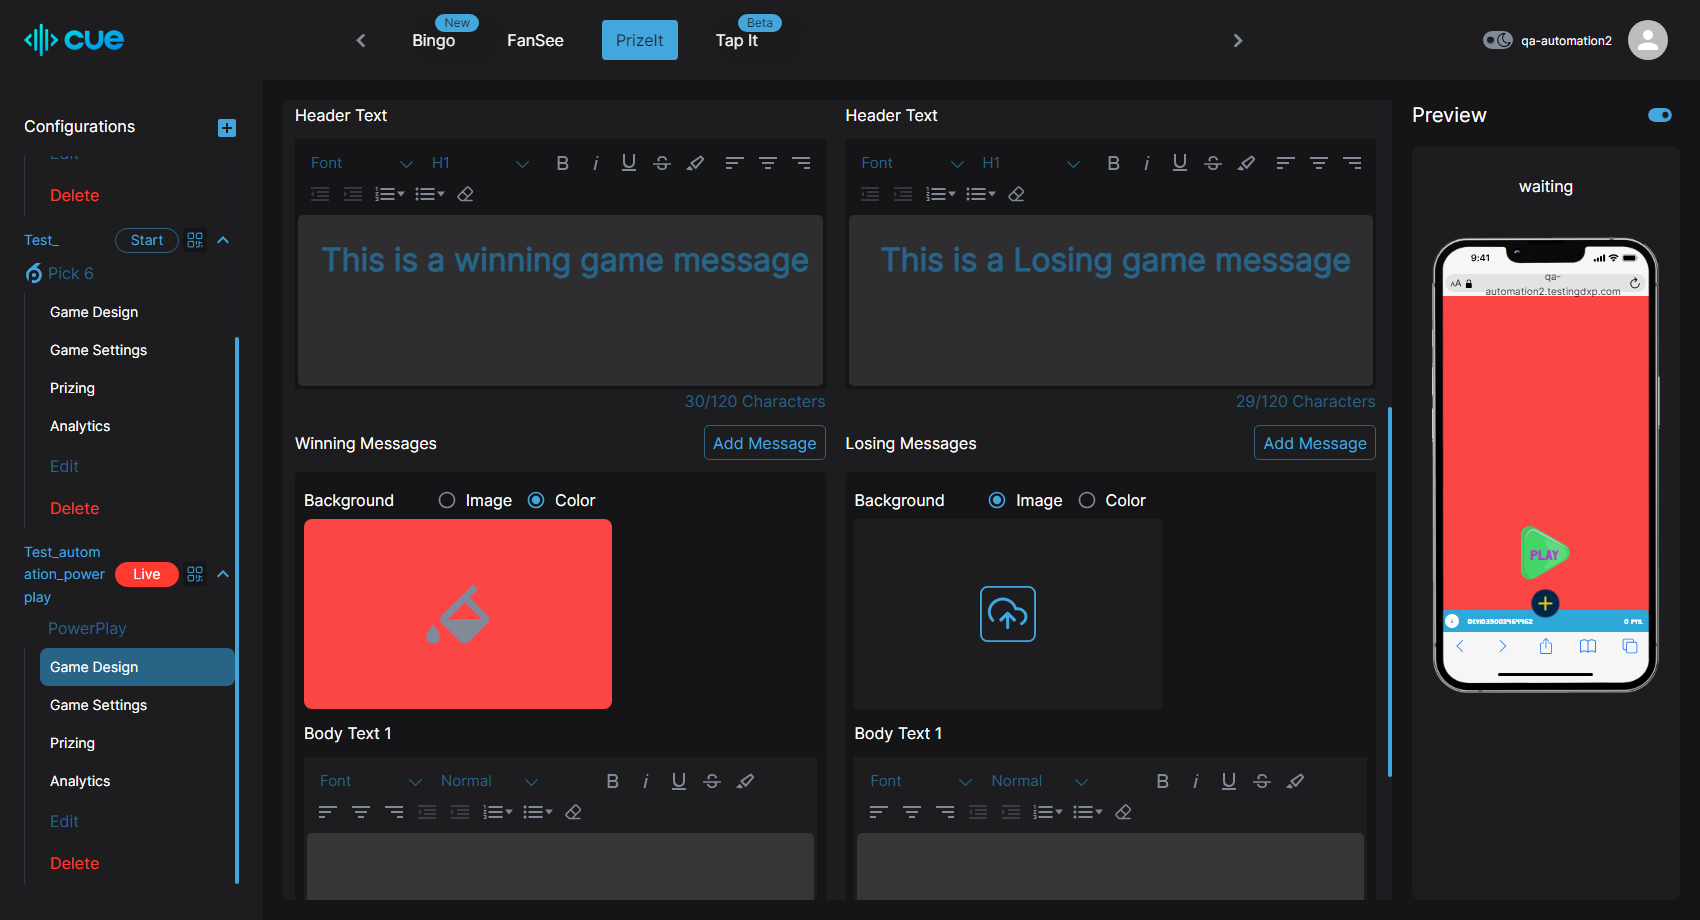 cue
New
Bingo
FanSee
PrizeIt
Beta
Tap It
qa-automation2
Configurations
Edit
Delete
Test_
Start
Pick 6
Game Design
Game Settings
Prizing
Analytics
Edit
Delete
Test_autom
ation_power
play
Live
PowerPlay
Game Design
Game Settings
Prizing
Analytics
Edit
Delete
Header Text
Font H1 B i U S
This is a winning game message
30/120 Characters
Winning Messages
Add Message
Background Image Color
Body Text 1
Font Normal B i U S
Header Text
Font H1 B i U S
This is a Losing game message
29/120 Characters
Losing Messages
Add Message
Background Image Color
Body Text 1
Font Normal B i U S
Preview
waiting
9:41
AA
qa-
automation2.testingdxp.com
PLAY
0 PTS.